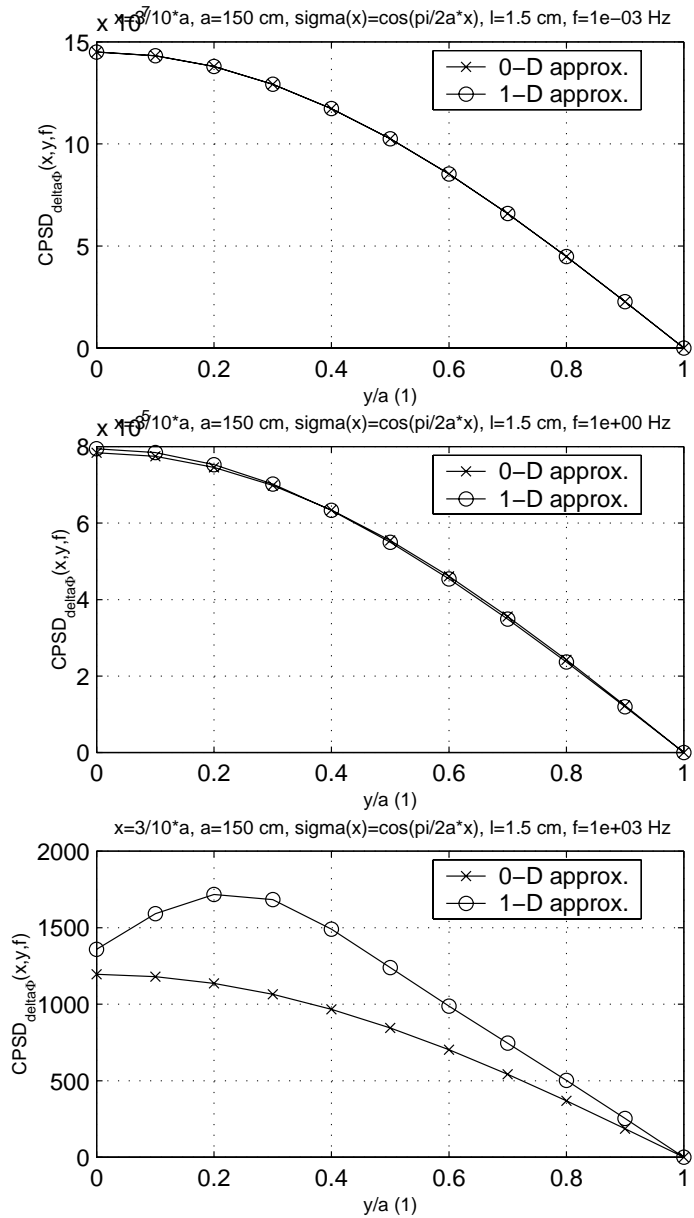 x=3/10*a, a=150 cm, sigma(x)=cos(pi/2a*x), l=1.5 cm, f=1e−03 Hz
x 10^7
15
10
5
0
CPSD_deltaΦ(x,y,f)
0−D approx.
1−D approx.
0 0.2 0.4 0.6 0.8 1
y/a (1)
x=3/10*a, a=150 cm, sigma(x)=cos(pi/2a*x), l=1.5 cm, f=1e+00 Hz
x 10^5
8
6
4
2
0
CPSD_deltaΦ(x,y,f)
0−D approx.
1−D approx.
0 0.2 0.4 0.6 0.8 1
y/a (1)
x=3/10*a, a=150 cm, sigma(x)=cos(pi/2a*x), l=1.5 cm, f=1e+03 Hz
2000
1500
1000
500
0
CPSD_deltaΦ(x,y,f)
0−D approx.
1−D approx.
0 0.2 0.4 0.6 0.8 1
y/a (1)